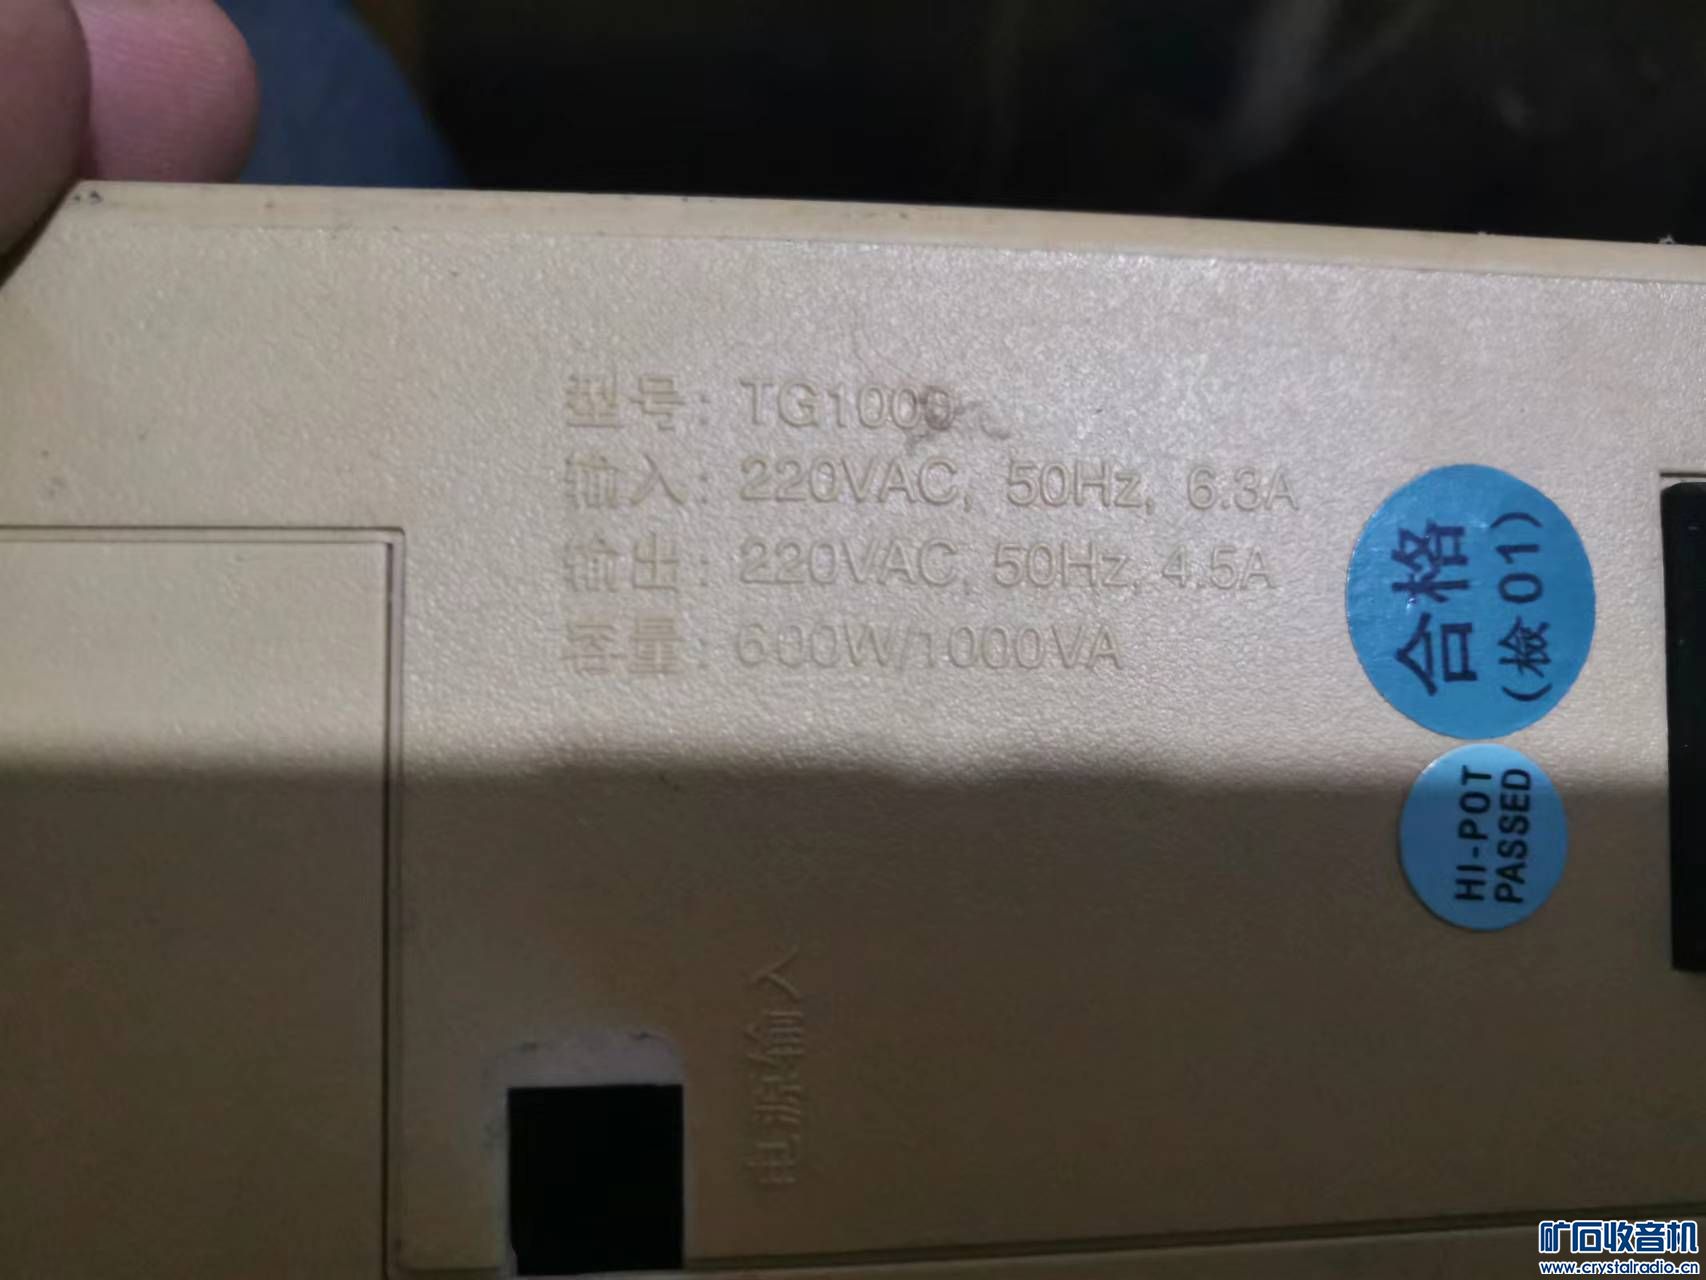 型号: TG1000
输入: 220VAC, 50Hz, 6.3A
输出: 220VAC, 50Hz, 4.5A
容量: 600W/1000VA
合格
(檢01)
HI-POT
PASSED
电源输入
矿石收音机
www.crystalradio.cn